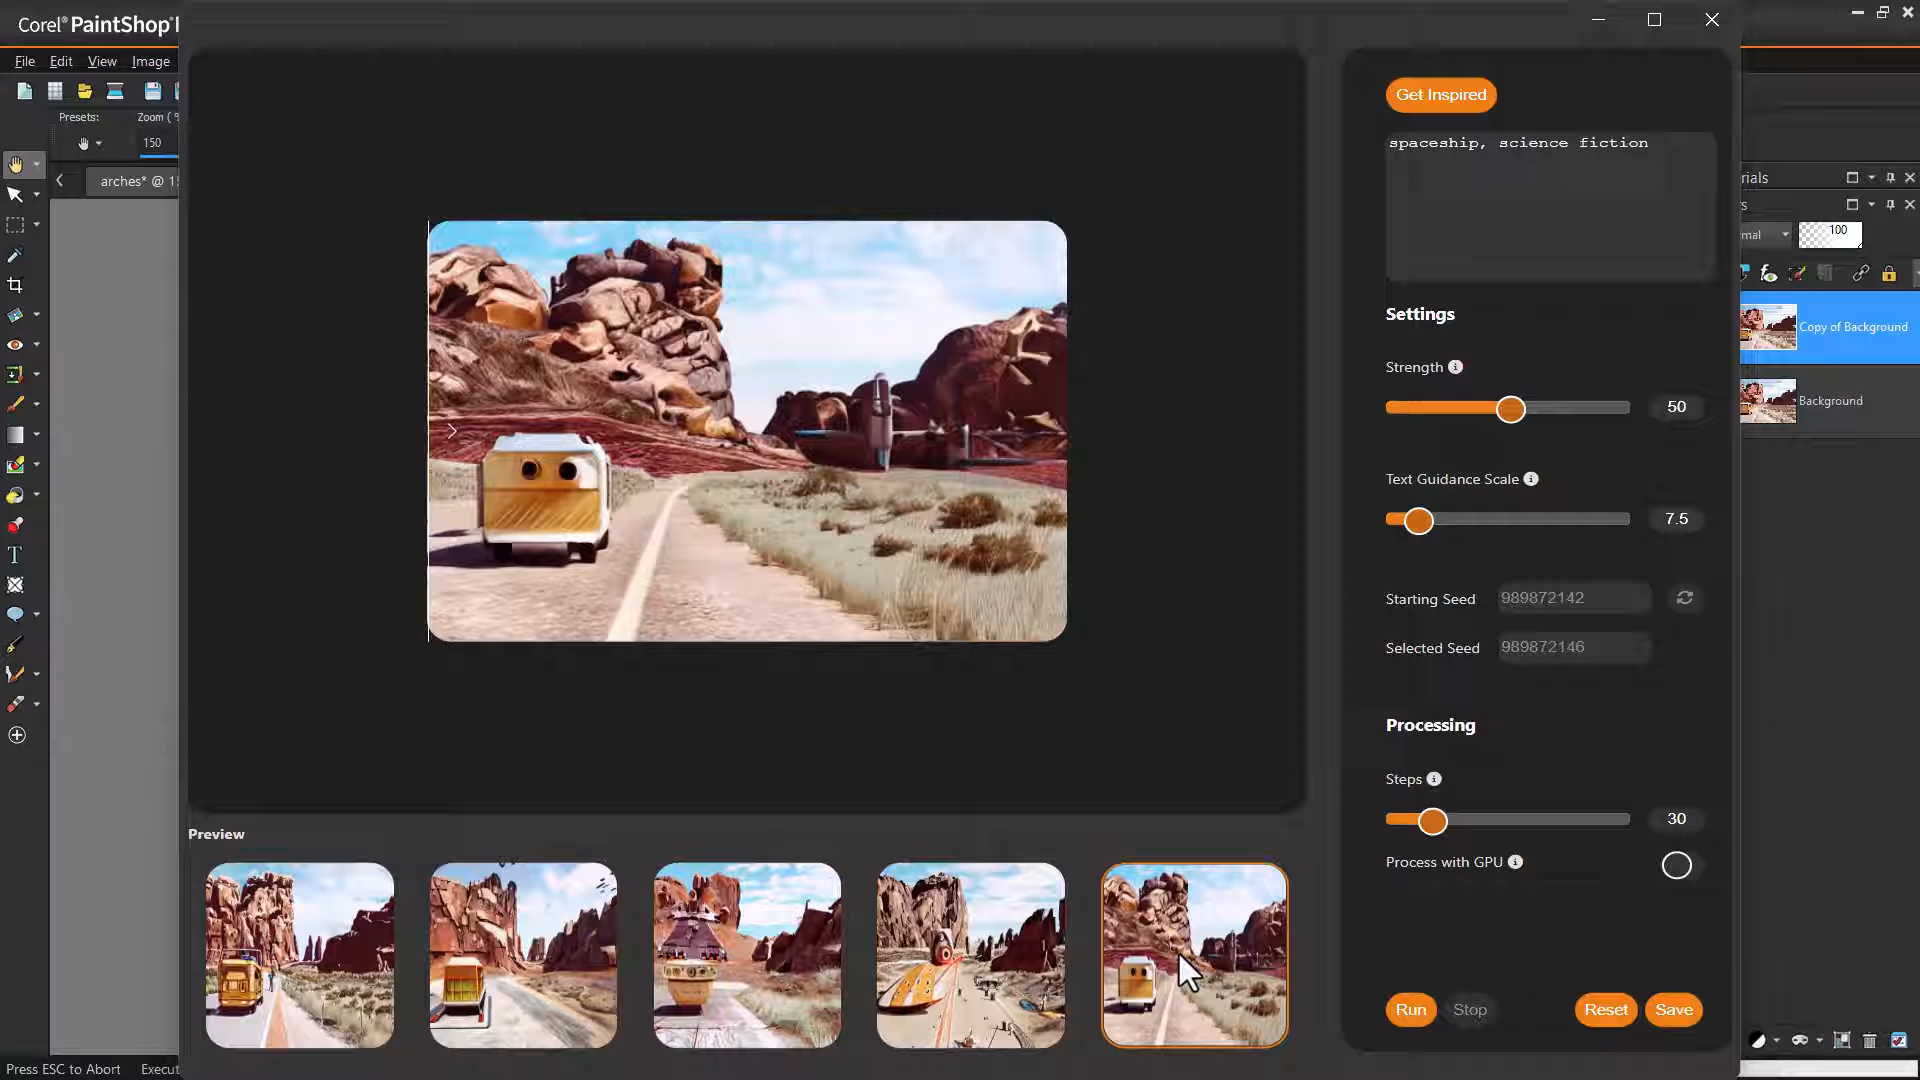 Corel® PaintShop
File Edit View Image
Presets: Zoom ( %
150
arches* @ 15
Get Inspired
spaceship, science fiction
Settings
Strength
50
Text Guidance Scale
7.5
Starting Seed 989872142
Selected Seed 989872146
Processing
Steps
30
Process with GPU
Run Stop Reset Save
Preview
rials
s
mal 100
Copy of Background
Background
Press ESC to Abort Execut